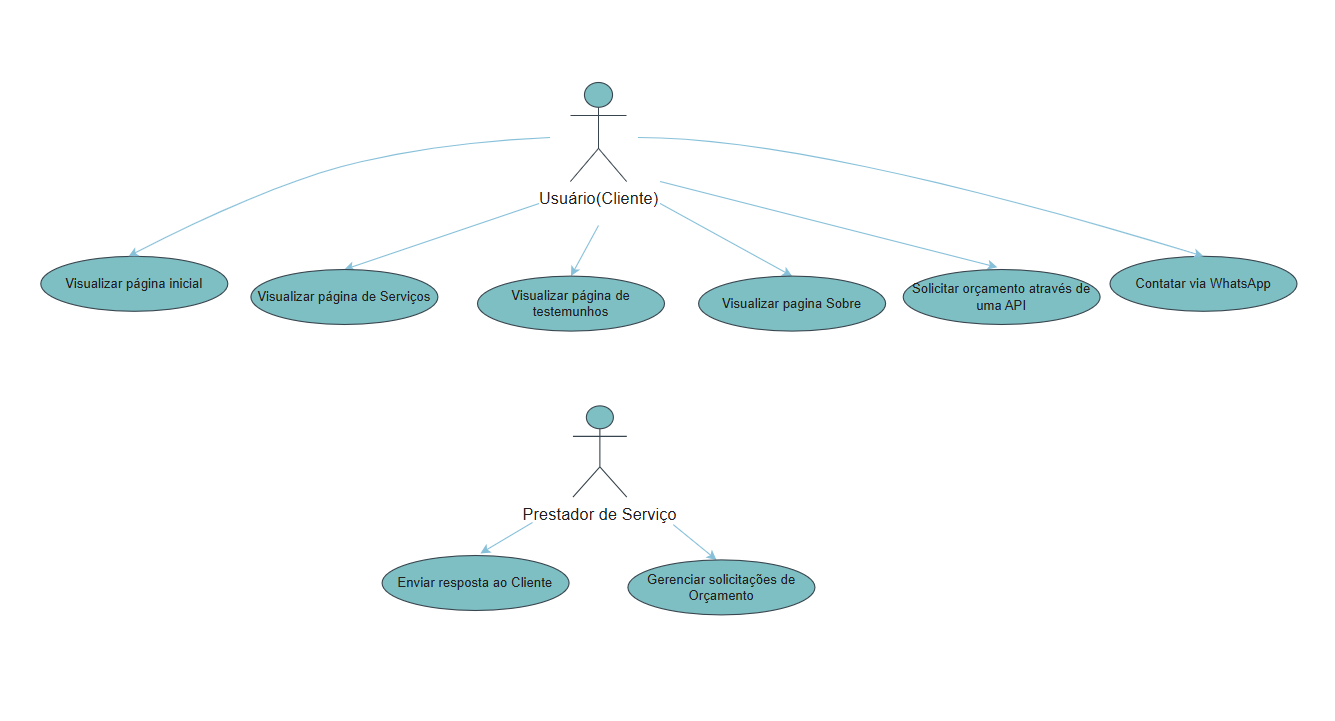 Usuário(Cliente)
Visualizar página inicial
Visualizar página de Serviços
Visualizar página de
testemunhos
Visualizar pagina Sobre
Solicitar orçamento através de
uma API
Contatar via WhatsApp
Prestador de Serviço
Enviar resposta ao Cliente
Gerenciar solicitações de
Orçamento